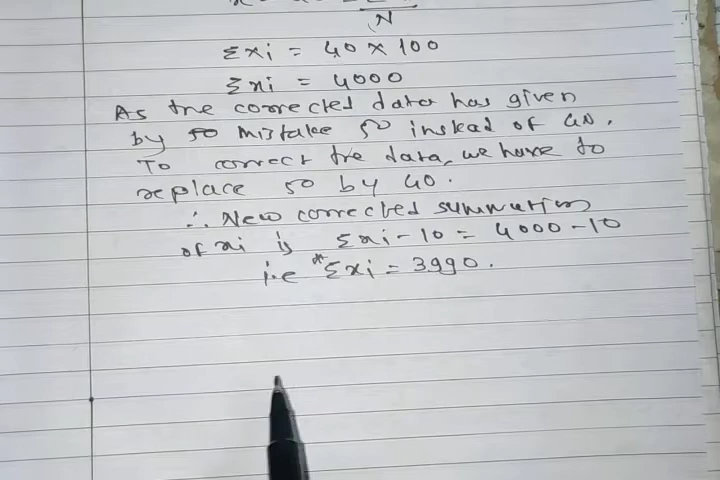 N
Σxi = 40 × 100
Σxi = 4000
As the corrected data has given
by mistake 50 instead of 40.
To correct the data, we have to
replace 50 by 40.
∴ New corrected summation
of xi is Σxi - 10 = 4000 - 10
i.e *Σxi = 3990.